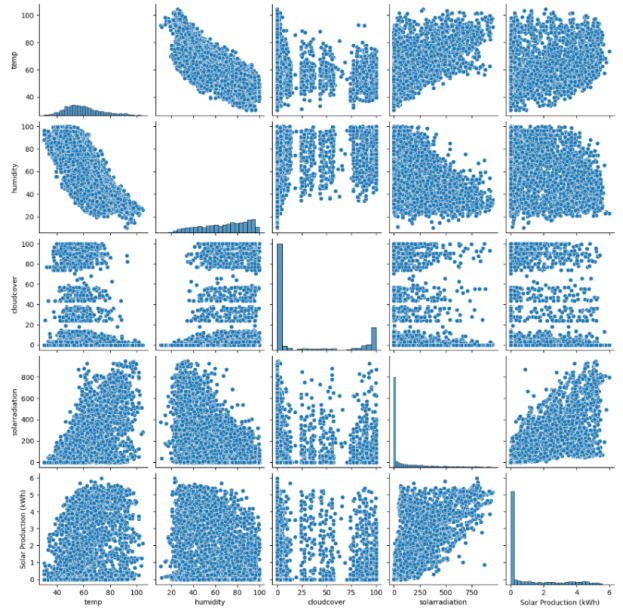 100
80
60
40
temp
100
80
60
40
20
humidity
100
80
60
40
20
0
cloudcover
800
600
400
200
0
solarradiation
6
5
4
3
2
1
0
Solar Production (kWh)
40 60 80 100
temp
20 40 60 80 100
humidity
0 25 50 75 100
cloudcover
0 250 500 750
solarradiation
0 2 4 6
Solar Production (kWh)